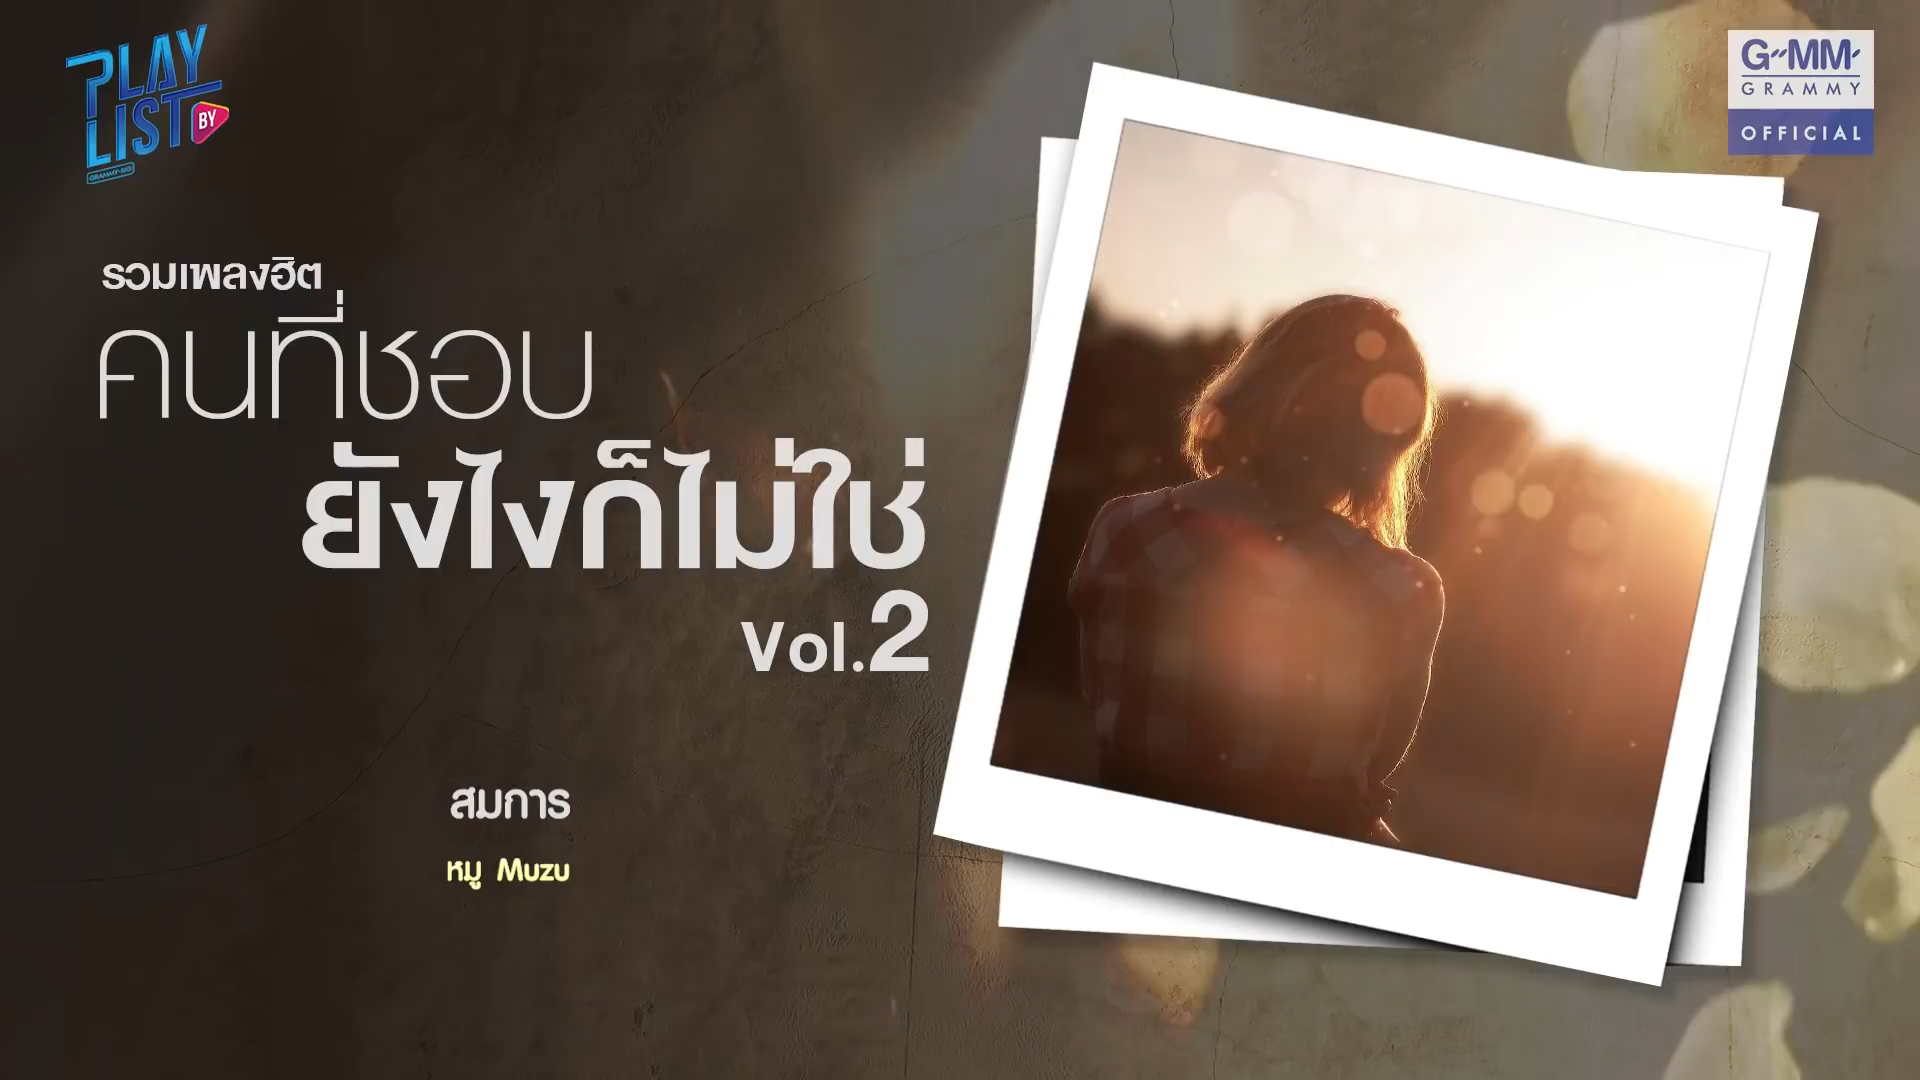 PLAY
LIST BY
GRAMMY BIG
GMM
GRAMMY
OFFICIAL
รวมเพลงฮิต
คนที่ชอบ
ยังไงก็ไม่ใช่
Vol.2
สมการ
หมู Muzu